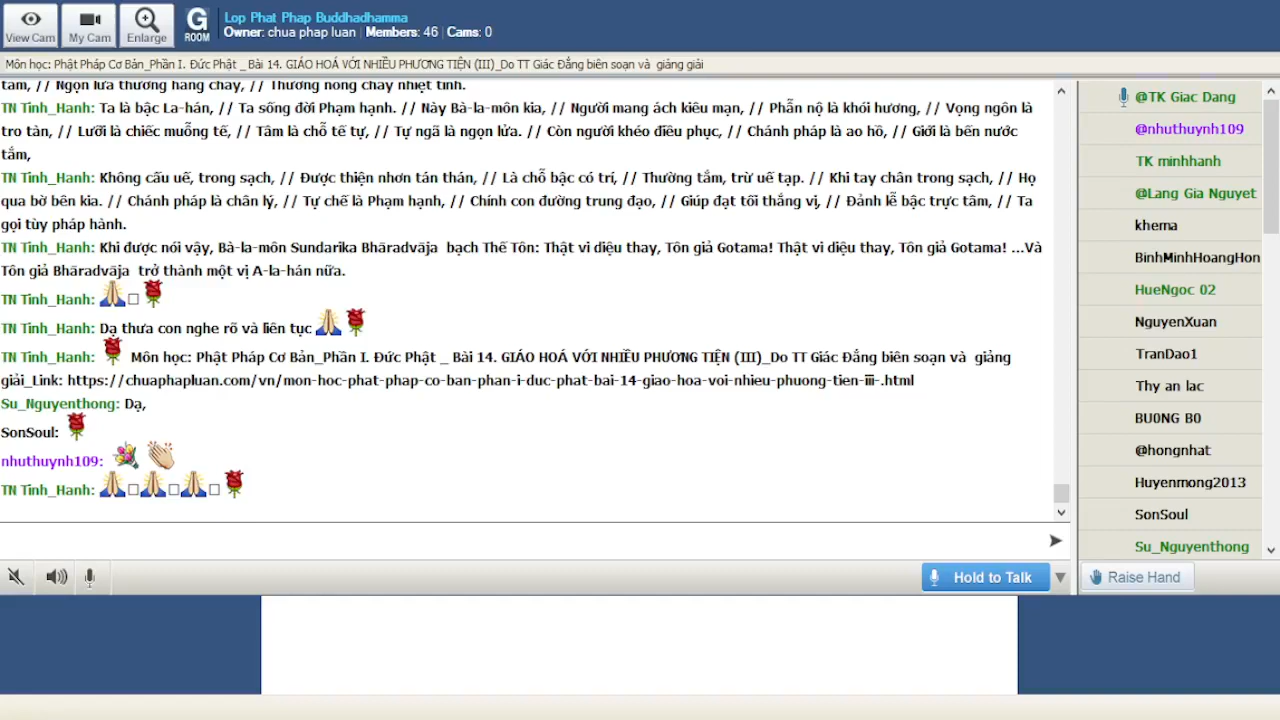 View Cam
My Cam
Enlarge
G
ROOM
Lop Phat Phap Buddhadhamma
Owner: chua phap luan | Members: 46 | Cams: 0
Môn học: Phật Pháp Cơ Bản_Phần I. Đức Phật _ Bài 14. GIÁO HOÁ VỚI NHIỀU PHƯƠNG TIỆN (III)_Do TT Giác Đẳng biên soạn và giảng giải
tâm, // Ngọn lửa thường hằng cháy, // Thường nồng cháy nhiệt tình.
TN Tinh_Hanh: Ta là bậc La-hán, // Ta sống đời Phạm hạnh. // Này Bà-la-môn kia, // Người mang ách kiêu mạn, // Phẫn nộ là khói hương, // Vọng ngôn là
tro tàn, // Lưỡi là chiếc muỗng tế, // Tâm là chỗ tế tự, // Tự ngã là ngọn lửa. // Còn người khéo điều phục, // Chánh pháp là ao hồ, // Giới là bến nước
tắm,
TN Tinh_Hanh: Không cấu uế, trong sạch, // Được thiện nhơn tán thán, // Là chỗ bậc có trí, // Thường tắm, trừ uế tạp. // Khi tay chân trong sạch, // Họ
qua bờ bên kia. // Chánh pháp là chân lý, // Tự chế là Phạm hạnh, // Chính con đường trung đạo, // Giúp đạt tối thắng vị, // Đảnh lễ bậc trực tâm, // Ta
gọi tùy pháp hành.
TN Tinh_Hanh: Khi được nói vậy, Bà-la-môn Sundarika Bhāradvāja bạch Thế Tôn: Thật vi diệu thay, Tôn giả Gotama! Thật vi diệu thay, Tôn giả Gotama! ...Và
Tôn giả Bhāradvāja trở thành một vị A-la-hán nữa.
TN Tinh_Hanh:
TN Tinh_Hanh: Dạ thưa con nghe rõ và liên tục
TN Tinh_Hanh: Môn học: Phật Pháp Cơ Bản_Phần I. Đức Phật _ Bài 14. GIÁO HOÁ VỚI NHIỀU PHƯƠNG TIỆN (III)_Do TT Giác Đẳng biên soạn và giảng
giải_Link: https://chuaphapluan.com/vn/mon-hoc-phat-phap-co-ban-phan-i-duc-phat-bai-14-giao-hoa-voi-nhieu-phuong-tien-iii-.html
Su_Nguyenthong: Dạ,
SonSoul:
nhuthuynh109:
TN Tinh_Hanh:
Hold to Talk
@TK Giac Dang
@nhuthuynh109
TK minhhanh
@Lang Gia Nguyet
khema
BinhMinhHoangHon
HueNgoc 02
NguyenXuan
TranDao1
Thy an lac
BU0NG B0
@hongnhat
Huyenmong2013
SonSoul
Su_Nguyenthong
Raise Hand